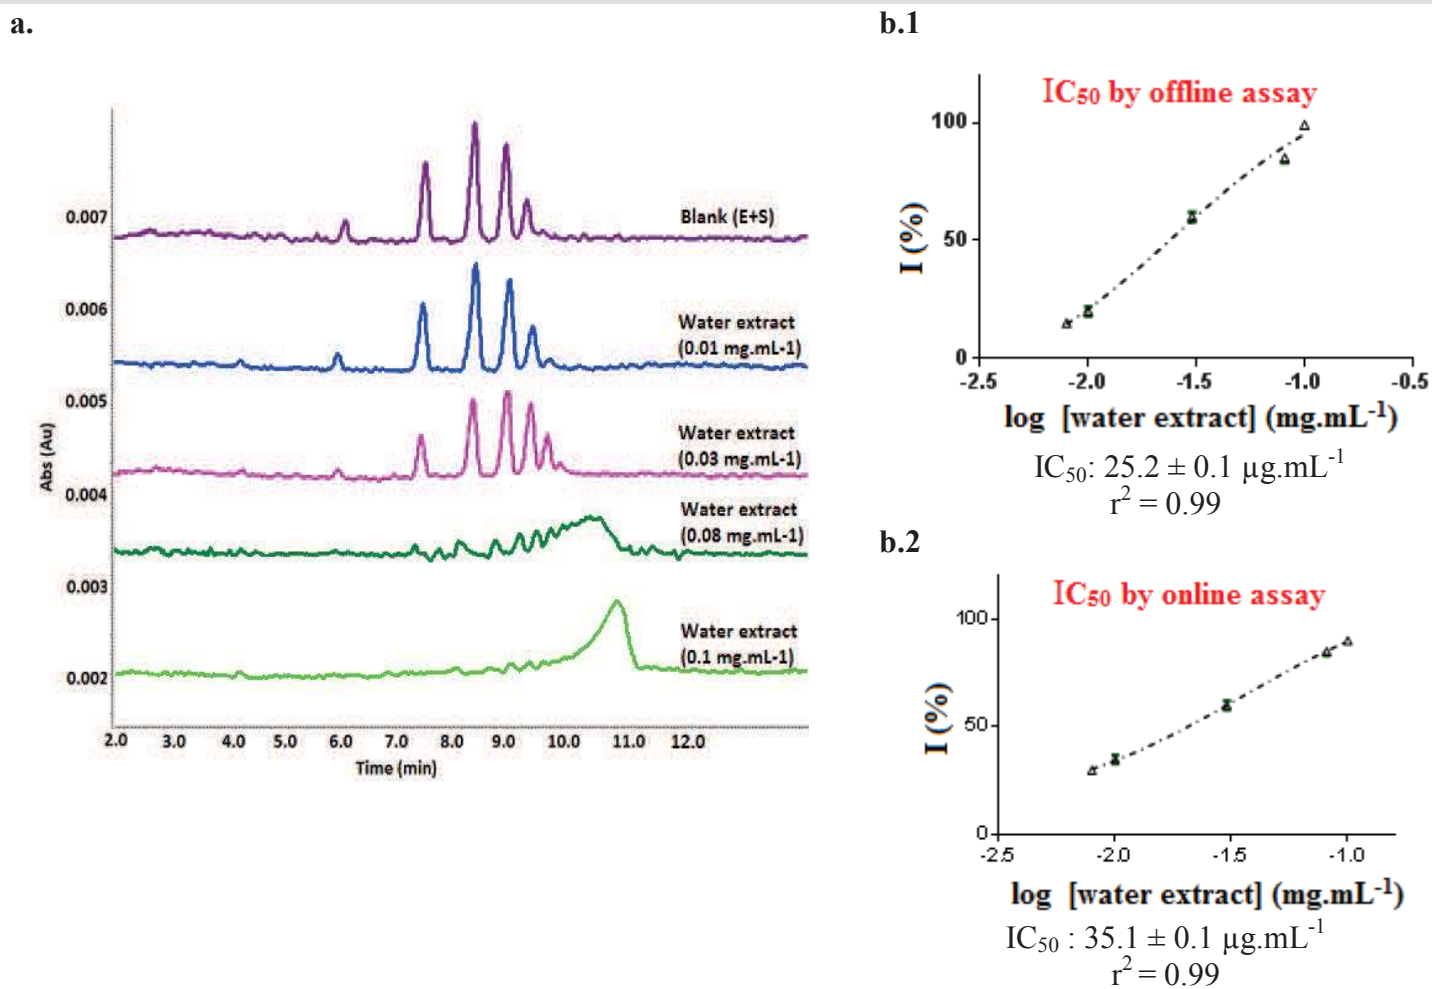 a.
0.007
0.006
0.005
0.004
0.003
0.002
Abs (Au)
Blank (E+S)
Water extract
(0.01 mg.mL-1)
Water extract
(0.03 mg.mL-1)
Water extract
(0.08 mg.mL-1)
Water extract
(0.1 mg.mL-1)
2.0 3.0 4.0 5.0 6.0 7.0 8.0 9.0 10.0 11.0 12.0
Time (min)
b.1
IC₅₀ by offline assay
100
50
0
I (%)
-2.5 -2.0 -1.5 -1.0 -0.5
log [water extract] (mg.mL⁻¹)
IC₅₀: 25.2 ± 0.1 µg.mL⁻¹
r² = 0.99
b.2
IC₅₀ by online assay
100
50
0
I (%)
-2.5 -2.0 -1.5 -1.0
log [water extract] (mg.mL⁻¹)
IC₅₀ : 35.1 ± 0.1 µg.mL⁻¹
r² = 0.99